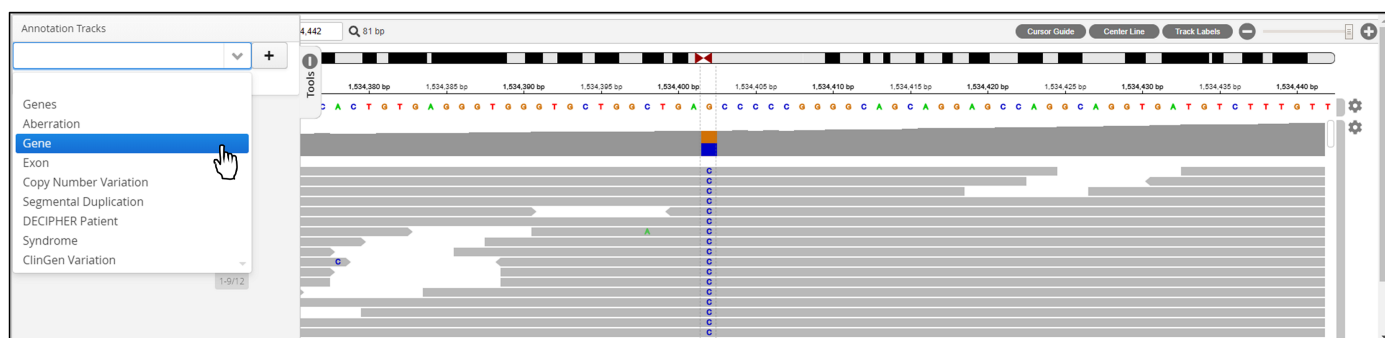 Annotation Tracks
4,442
81 bp
Cursor Guide
Center Line
Track Labels
+
Tools
Genes
Aberration
Gene
Exon
Copy Number Variation
Segmental Duplication
DECIPHER Patient
Syndrome
ClinGen Variation
1-9/12
1,534,380 bp
1,534,385 bp
1,534,390 bp
1,534,395 bp
1,534,400 bp
1,534,405 bp
1,534,410 bp
1,534,415 bp
1,534,420 bp
1,534,425 bp
1,534,430 bp
1,534,435 bp
1,534,440 bp
C A C T G T G A G G G T G G G T G C T G G C T G A G C C C C C G G G G C A G C A G G A G C C A G G C A G G T G A T G T C T T T G T T
C
C
C
C
C
C
A C
C
C
C C
C
C
C
C
C
C
C